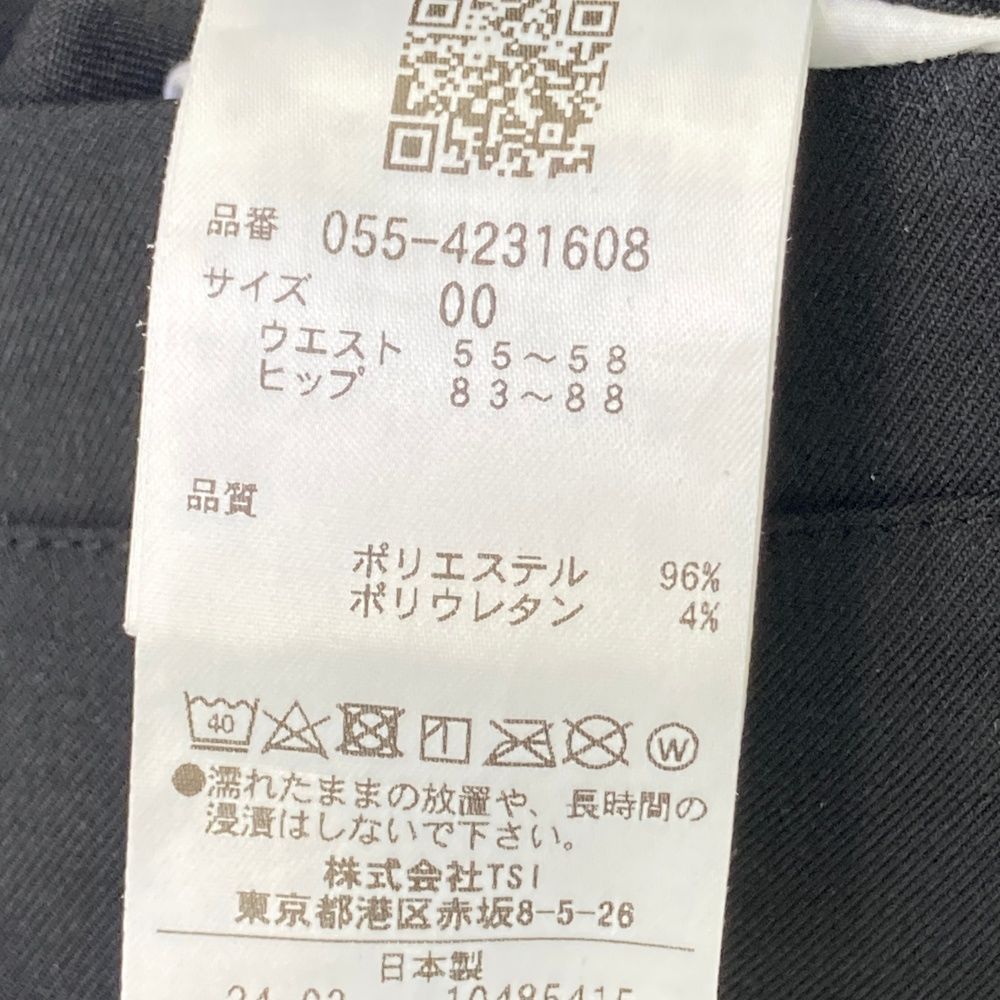 品番 055-4231608
サイズ 00
ウエスト 55～58
ヒップ 83～88
品質
ポリエステル 96%
ポリウレタン 4%
40
W
●濡れたままの放置や、長時間の
浸漬はしないで下さい。
株式会社TSI
東京都港区赤坂8-5-26
日本製
24.02 10485415